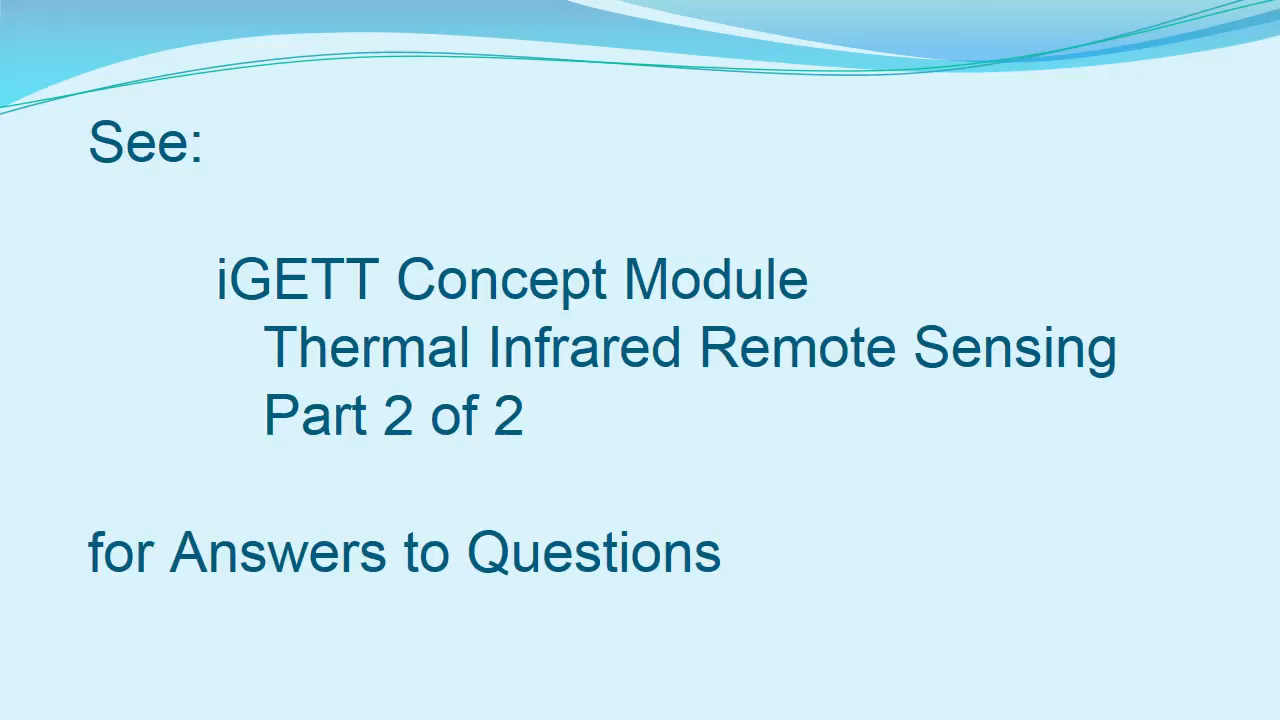 See:
iGETT Concept Module
Thermal Infrared Remote Sensing
Part 2 of 2
for Answers to Questions